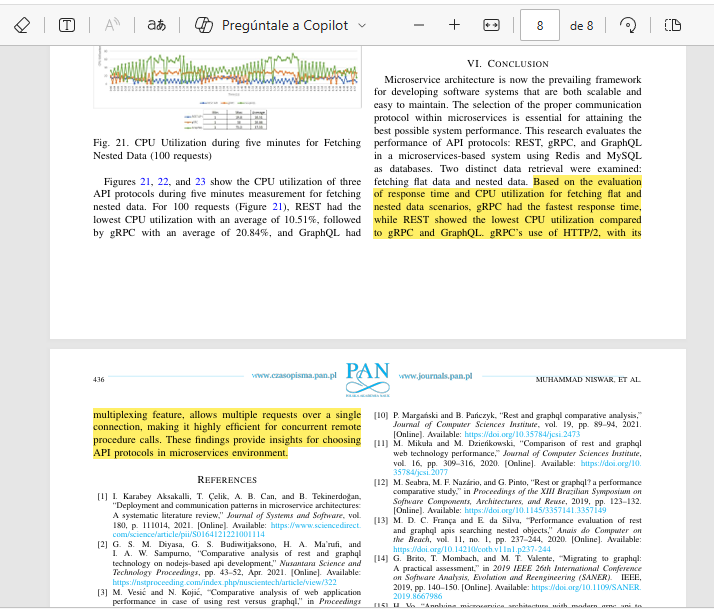 Pregúntale a Copilot
8
de 8
Fig. 21. CPU Utilization during five minutes for Fetching
Nested Data (100 requests)
Figures 21, 22, and 23 show the CPU utilization of three
API protocols during five minutes measurement for fetching
nested data. For 100 requests (Figure 21), REST had the
lowest CPU utilization with an average of 10.51%, followed
by gRPC with an average of 20.84%, and GraphQL had
VI. CONCLUSION
Microservice architecture is now the prevailing framework
for developing software systems that are both scalable and
easy to maintain. The selection of the proper communication
protocol within microservices is essential for attaining the
best possible system performance. This research evaluates the
performance of API protocols: REST, gRPC, and GraphQL
in a microservices-based system using Redis and MySQL
as databases. Two distinct data retrieval were examined:
fetching flat data and nested data. Based on the evaluation
of response time and CPU utilization for fetching flat and
nested data scenarios, gRPC had the fastest response time,
while REST showed the lowest CPU utilization compared
to gRPC and GraphQL. gRPC's use of HTTP/2, with its
436
www.czasopisma.pan.pl
PAN
www.journals.pan.pl
MUHAMMAD NISWAR, ET AL.
multiplexing feature, allows multiple requests over a single
connection, making it highly efficient for concurrent remote
procedure calls. These findings provide insights for choosing
API protocols in microservices environment.
REFERENCES
[1] I. Karabey Aksakalli, T. Çelik, A. B. Can, and B. Tekinerdoğan,
"Deployment and communication patterns in microservice architectures:
A systematic literature review," Journal of Systems and Software, vol.
180, p. 111014, 2021. [Online]. Available: https://www.sciencedirect.
com/science/article/pii/S0164121221001114
[2] G. S. M. Diyasa, G. S. Budiwitjaksono, H. A. Ma'rufi, and
I. A. W. Sampurno, "Comparative analysis of rest and graphql
technology on nodejs-based api development," Nusantara Science and
Technology Proceedings, pp. 43–52, Apr. 2021. [Online]. Available:
https://nstproceeding.com/index.php/nuscientech/article/view/322
[3] M. Vesić and N. Kojić, "Comparative analysis of web application
performance in case of using rest versus graphql," in Proceedings
[10] P. Margański and B. Pańczyk, "Rest and graphql comparative analysis,"
Journal of Computer Sciences Institute, vol. 19, pp. 89–94, 2021.
[Online]. Available: https://doi.org/10.35784/jcsi.2473
[11] M. Mikuła and M. Dzieńkowski, "Comparison of rest and graphql
web technology performance," Journal of Computer Sciences Institute,
vol. 16, pp. 309–316, 2020. [Online]. Available: https://doi.org/10.
35784/jcsi.2077
[12] M. Seabra, M. F. Nazário, and G. Pinto, "Rest or graphql? a performance
comparative study," in Proceedings of the XIII Brazilian Symposium on
Software Components, Architectures, and Reuse, 2019, pp. 123–132.
[Online]. Available: https://doi.org/10.1145/3357141.3357149
[13] M. D. C. França and E. da Silva, "Performance evaluation of rest
and graphql apis searching nested objects," Anais do Computer on
the Beach, vol. 11, no. 1, pp. 237–244, 2020. [Online]. Available:
https://doi.org/10.14210/cotb.v11n1.p237-244
[14] G. Brito, T. Mombach, and M. T. Valente, "Migrating to graphql:
A practical assessment," in 2019 IEEE 26th International Conference
on Software Analysis, Evolution and Reengineering (SANER). IEEE,
2019, pp. 140–150. [Online]. Available: https://doi.org/10.1109/SANER.
2019.8667986